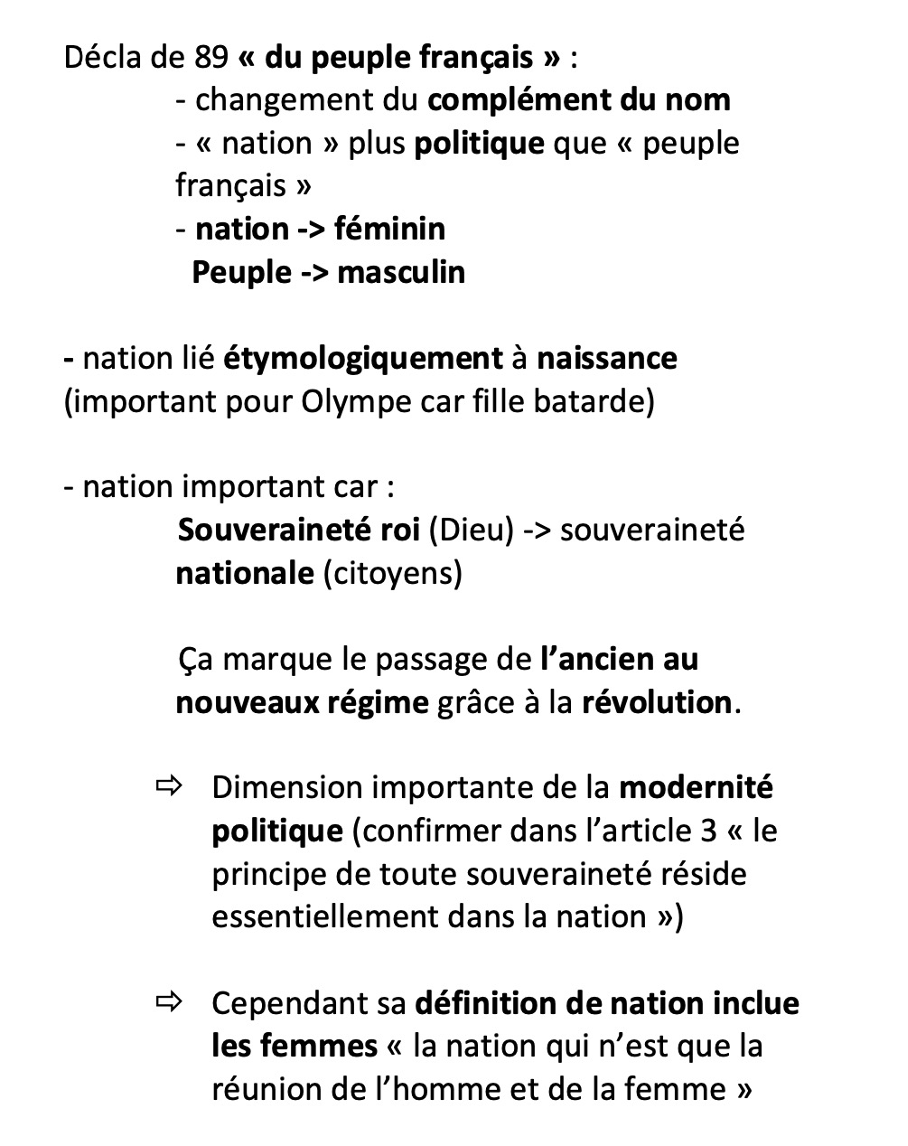 Décla de 89 « du peuple français » :
- changement du complément du nom
- « nation » plus politique que « peuple
français »
- nation -> féminin
Peuple -> masculin
- nation lié étymologiquement à naissance
(important pour Olympe car fille batarde)
- nation important car :
Souveraineté roi (Dieu) -> souveraineté
nationale (citoyens)
Ça marque le passage de l’ancien au
nouveaux régime grâce à la révolution.
⇨ Dimension importante de la modernité
politique (confirmer dans l’article 3 « le
principe de toute souveraineté réside
essentiellement dans la nation »)
⇨ Cependant sa définition de nation inclue
les femmes « la nation qui n’est que la
réunion de l’homme et de la femme »